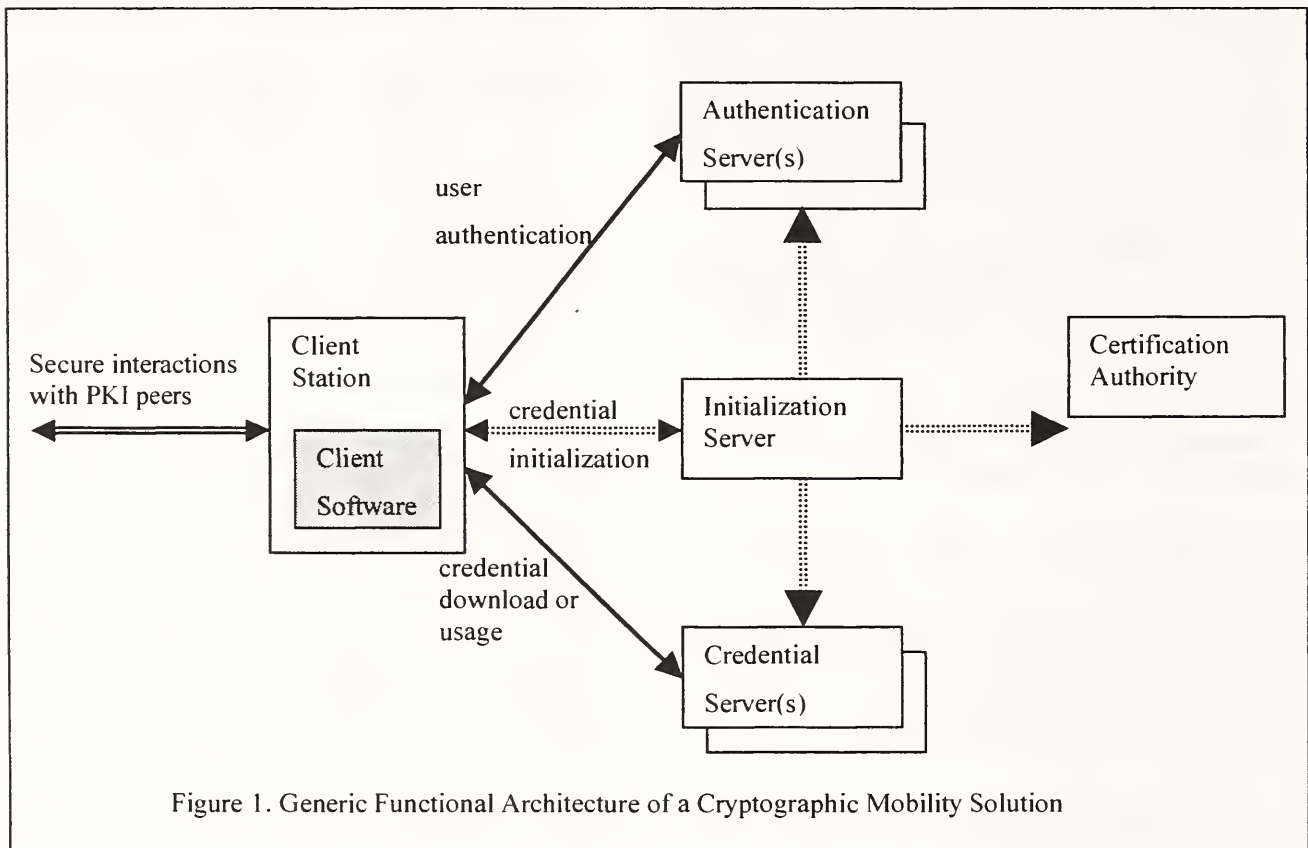 Authentication
Server(s)
user
authentication
Client
Station
Certification
Authority
Secure interactions
with PKI peers
credential
initialization
Initialization
Server
Client
Software
credential
download or
usage
Credential
Server(s)
Figure 1. Generic Functional Architecture of a Cryptographic Mobility Solution